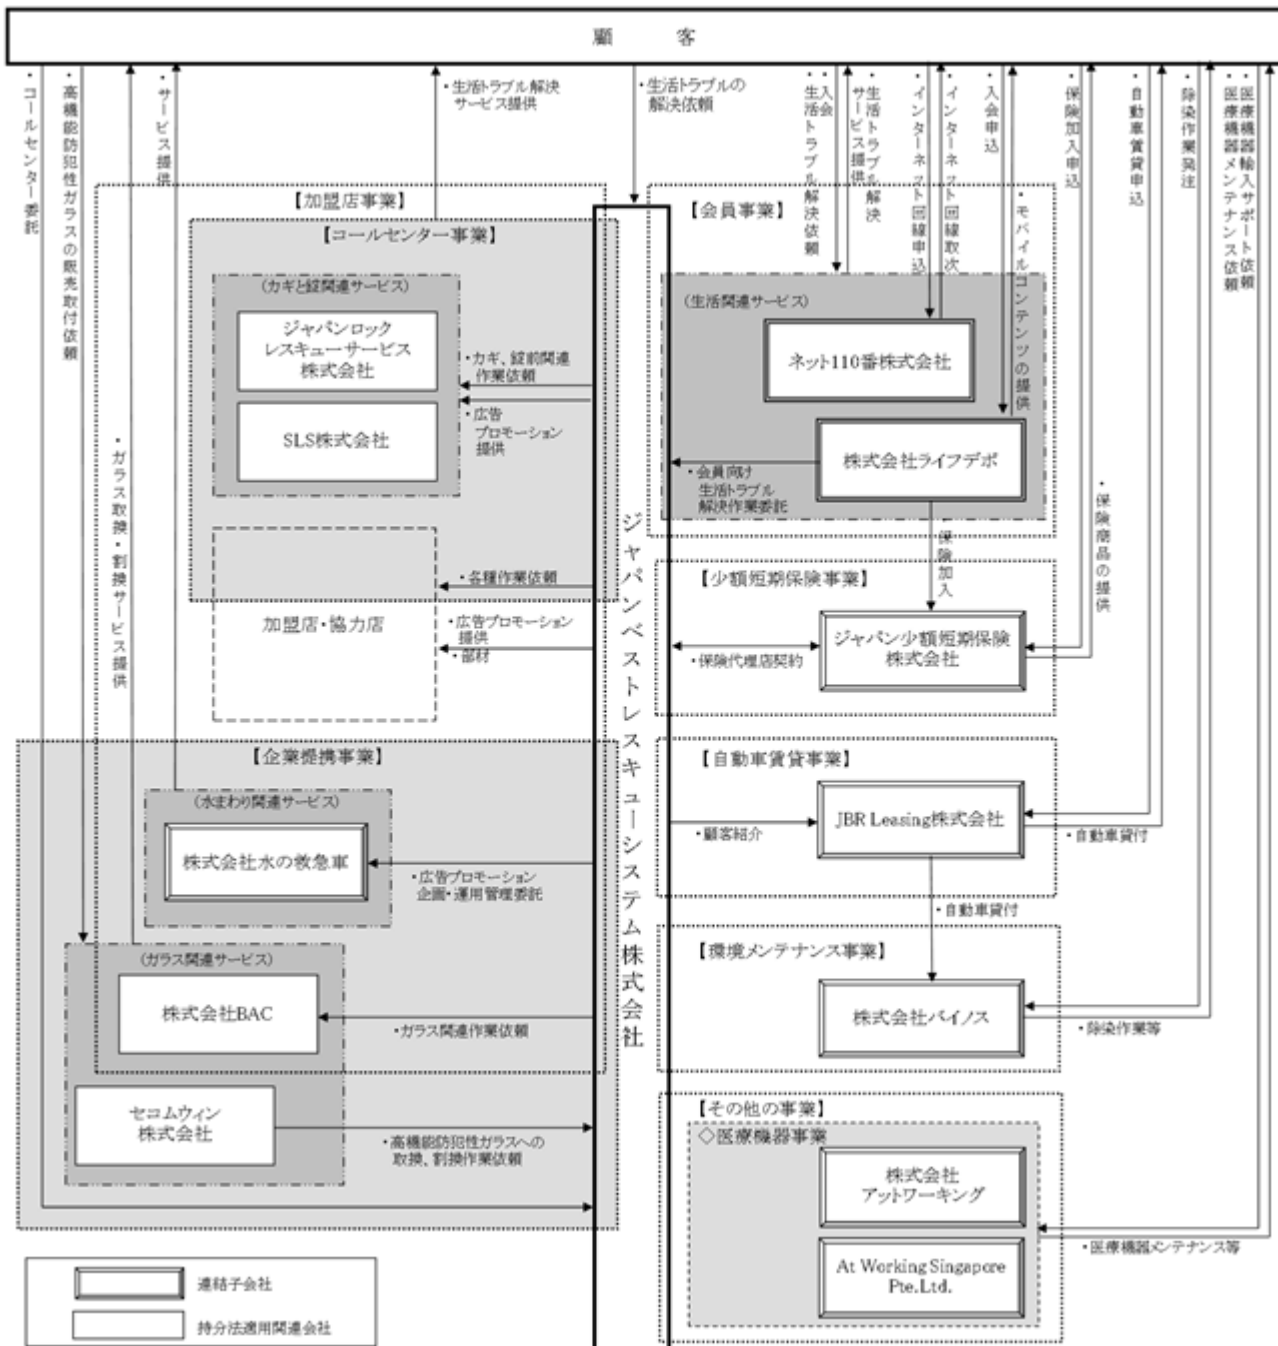 顧　客
・コールセンター委託
・高機能防犯性ガラスの販売取付依頼
・サービス提供
・生活トラブル解決
サービス提供
・生活トラブルの
解決依頼
・入会
・生活トラブル解決依頼
・生活トラブル解決
サービス提供
・インターネット回線申込
・インターネット回線取次
・入会申込
・モバイルコンテンツの提供
・保険加入申込
・自動車賃貸申込
・除染作業発注
・医療機器輸入サポート依頼
・医療機器メンテナンス依頼
【加盟店事業】
【コールセンター事業】
(カギと錠関連サービス)
ジャパンロック
レスキューサービス
株式会社
SLS株式会社
・カギ、錠前関連
作業依頼
・広告
プロモーション
提供
・ガラス取換・割換サービス提供
加盟店・協力店
・各種作業依頼
・広告プロモーション
提供
・部材
【企業提携事業】
(水まわり関連サービス)
株式会社水の救急車
・広告プロモーション
企画・運用管理委託
(ガラス関連サービス)
株式会社BAC
・ガラス関連作業依頼
セコムウィン
株式会社
・高機能防犯性ガラスへの
取換、割換作業依頼
ジャパンベストレスキューシステム株式会社
【会員事業】
(生活関連サービス)
ネット110番株式会社
株式会社ライフデポ
・会員向け
生活トラブル
解決作業委託
・保険加入
・保険商品の提供
【少額短期保険事業】
ジャパン少額短期保険
株式会社
・保険代理店契約
【自動車賃貸事業】
JBR Leasing株式会社
・顧客紹介
・自動車貸付
・自動車貸付
【環境メンテナンス事業】
株式会社バイノス
・除染作業等
【その他の事業】
◇医療機器事業
株式会社
アットワーキング
At Working Singapore
Pte.Ltd.
・医療機器メンテナンス等
連結子会社
持分法適用関連会社